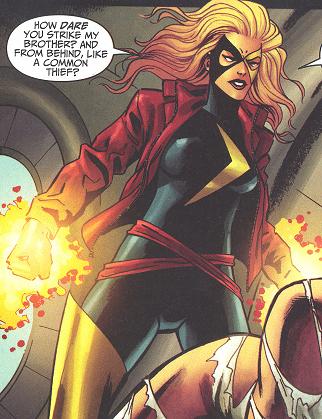 HOW DARE
YOU STRIKE MY
BROTHER? AND
FROM BEHIND, LIKE
A COMMON
THIEF?